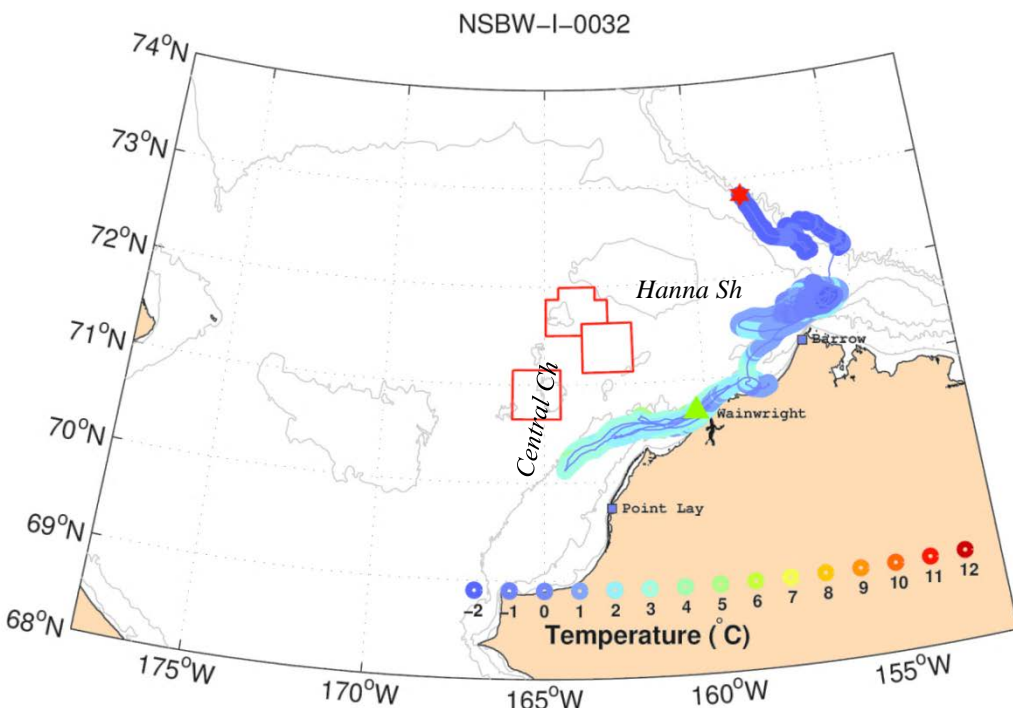 NSBW-I-0032
74°N
73°N
72°N
71°N
70°N
69°N
68°N
Hanna Sh
Barrow
Central Ch
Wainwright
Point Lay
-2 -1 0 1 2 3 4 5 6 7 8 9 10 11 12
Temperature (°C)
175°W 170°W 165°W 160°W 155°W